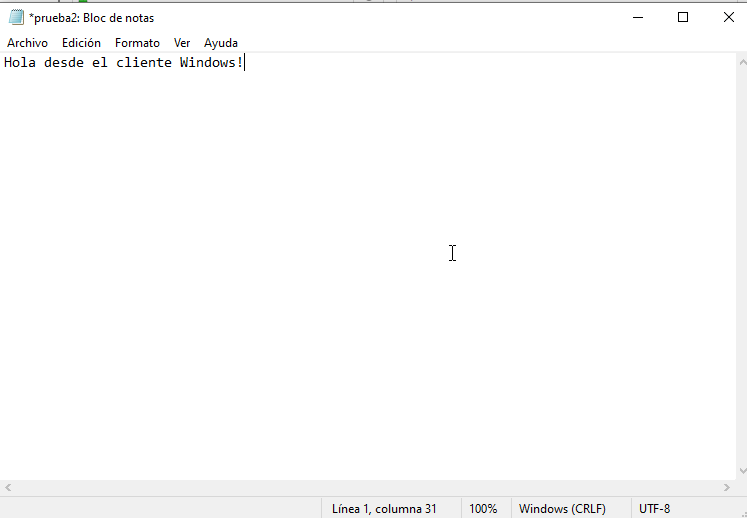 *prueba2: Bloc de notas
Archivo Edición Formato Ver Ayuda
Hola desde el cliente Windows!
Línea 1, columna 31 100% Windows (CRLF) UTF-8